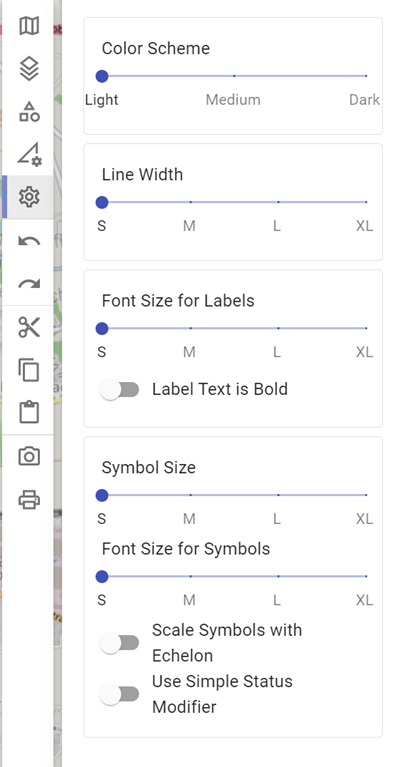 Color Scheme
Light Medium Dark
Line Width
S M L XL
Font Size for Labels
S M L XL
Label Text is Bold
Symbol Size
S M L XL
Font Size for Symbols
S M L XL
Scale Symbols with
Echelon
Use Simple Status
Modifier